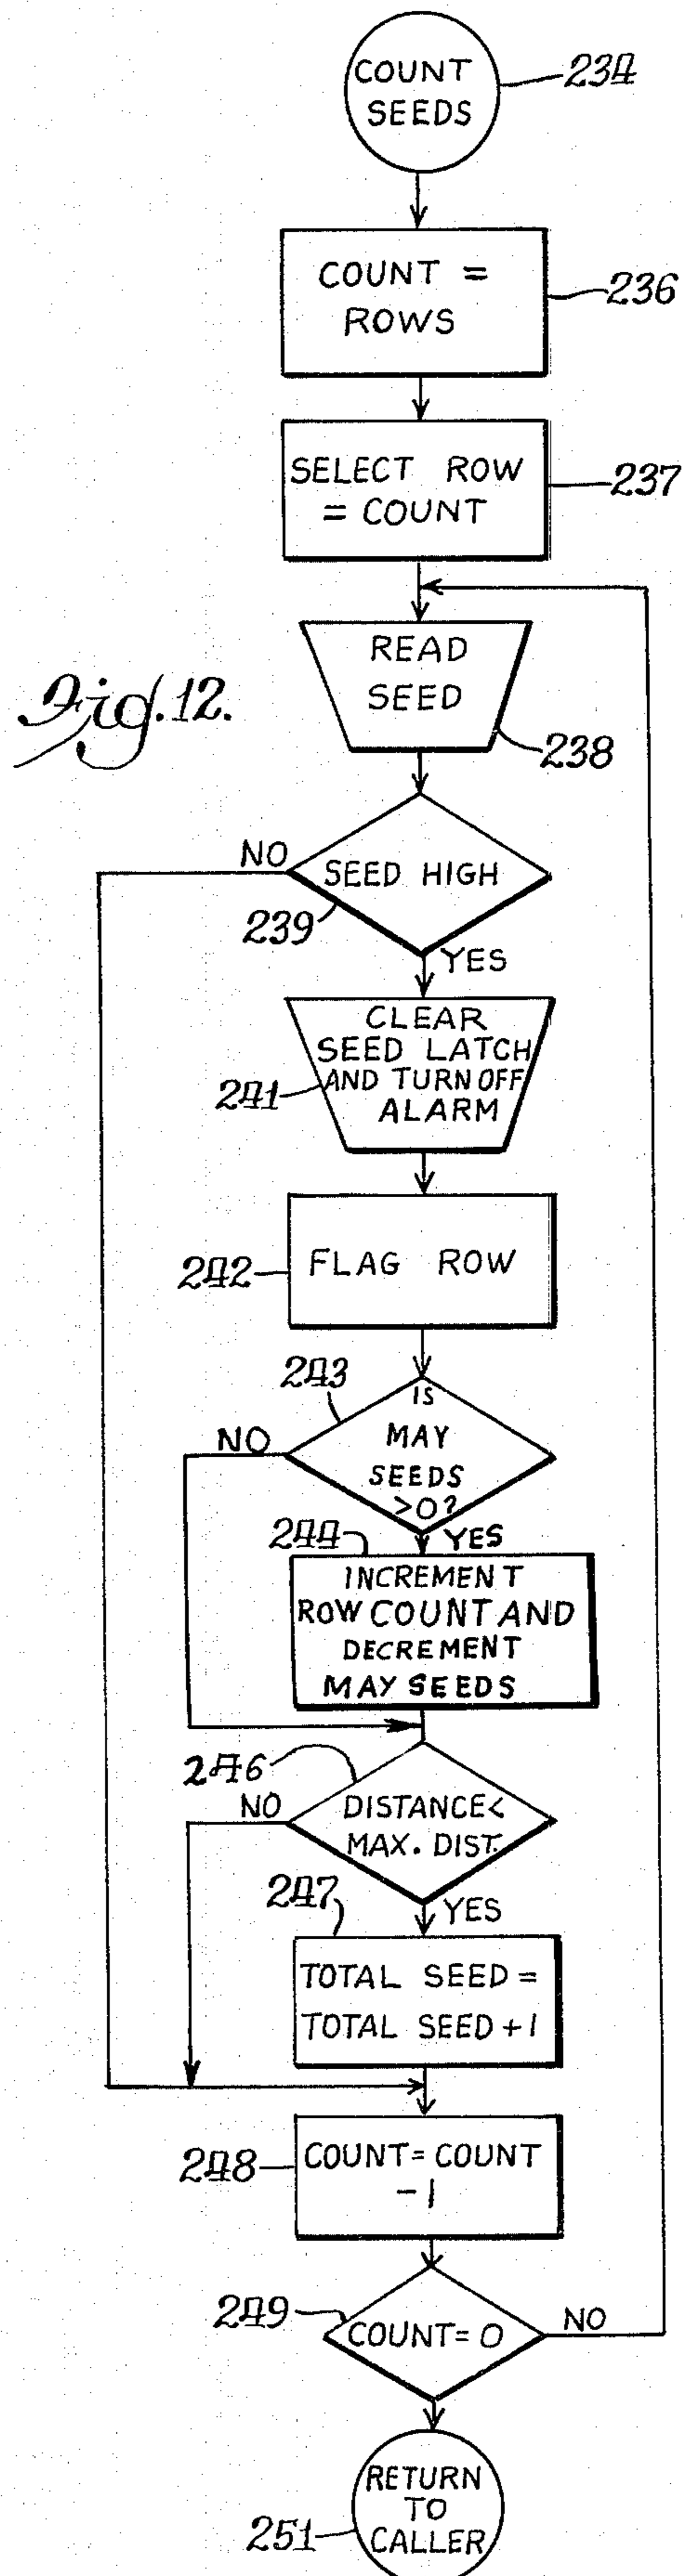 COUNT
SEEDS
234
COUNT =
ROWS
236
SELECT ROW
= COUNT
237
READ
SEED
238
Fig. 12.
NO
SEED HIGH
239
YES
CLEAR
SEED LATCH
AND TURN OFF
ALARM
241
FLAG ROW
242
243
IS
MAY
SEEDS
>0?
NO
YES
244
INCREMENT
ROW COUNT AND
DECREMENT
MAY SEEDS
246
NO
DISTANCE<
MAX. DIST.
YES
247
TOTAL SEED =
TOTAL SEED + 1
248
COUNT = COUNT
- 1
249
COUNT = 0
NO
RETURN
TO
CALLER
251